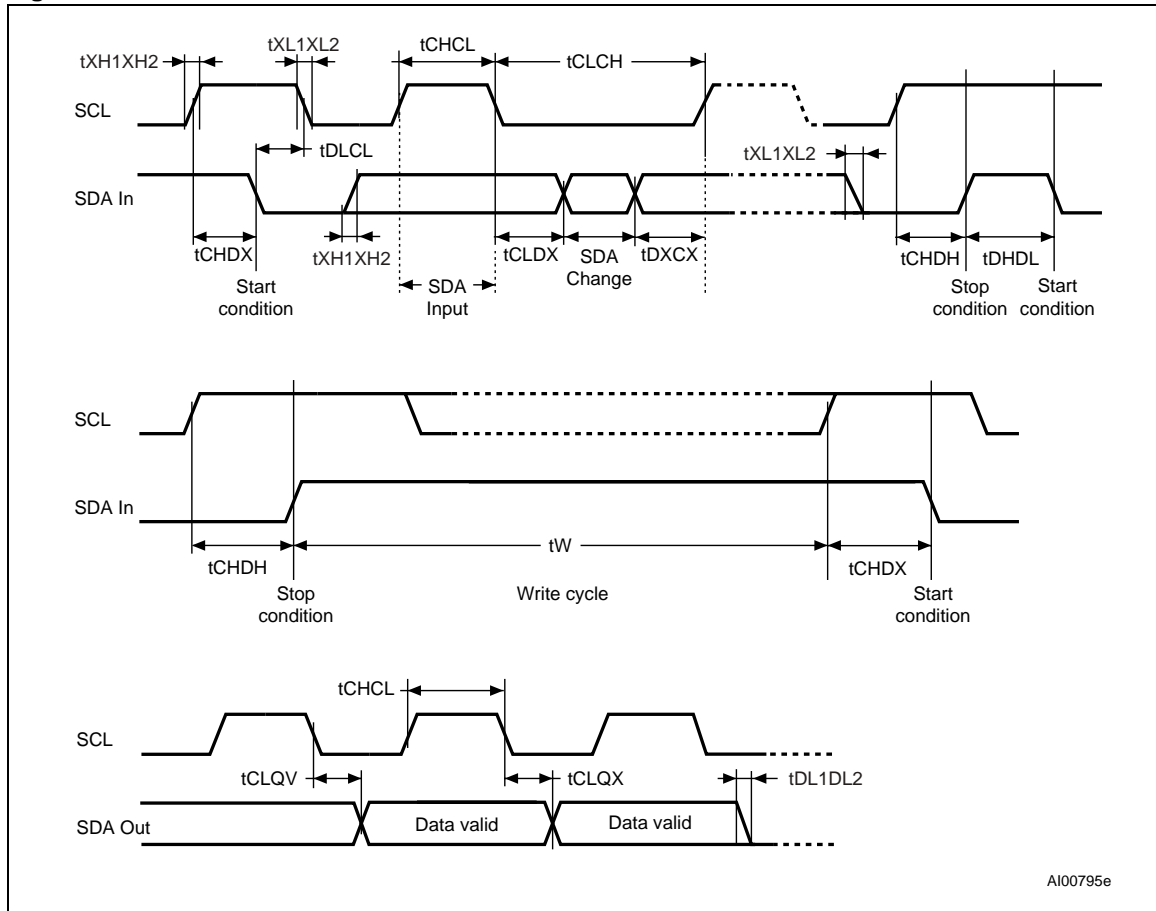 tXH1XH2
tXL1XL2
tCHCL
tCLCH
SCL
tDLCL
tXL1XL2
SDA In
tCHDX
tXH1XH2
tCLDX
SDA
Change
tDXCX
tCHDH
tDHDL
Start
condition
SDA
Input
Stop
condition
Start
condition
SCL
SDA In
tCHDH
tW
tCHDX
Stop
condition
Write cycle
Start
condition
tCHCL
SCL
tCLQV
tCLQX
tDL1DL2
SDA Out
Data valid
Data valid
AI00795e